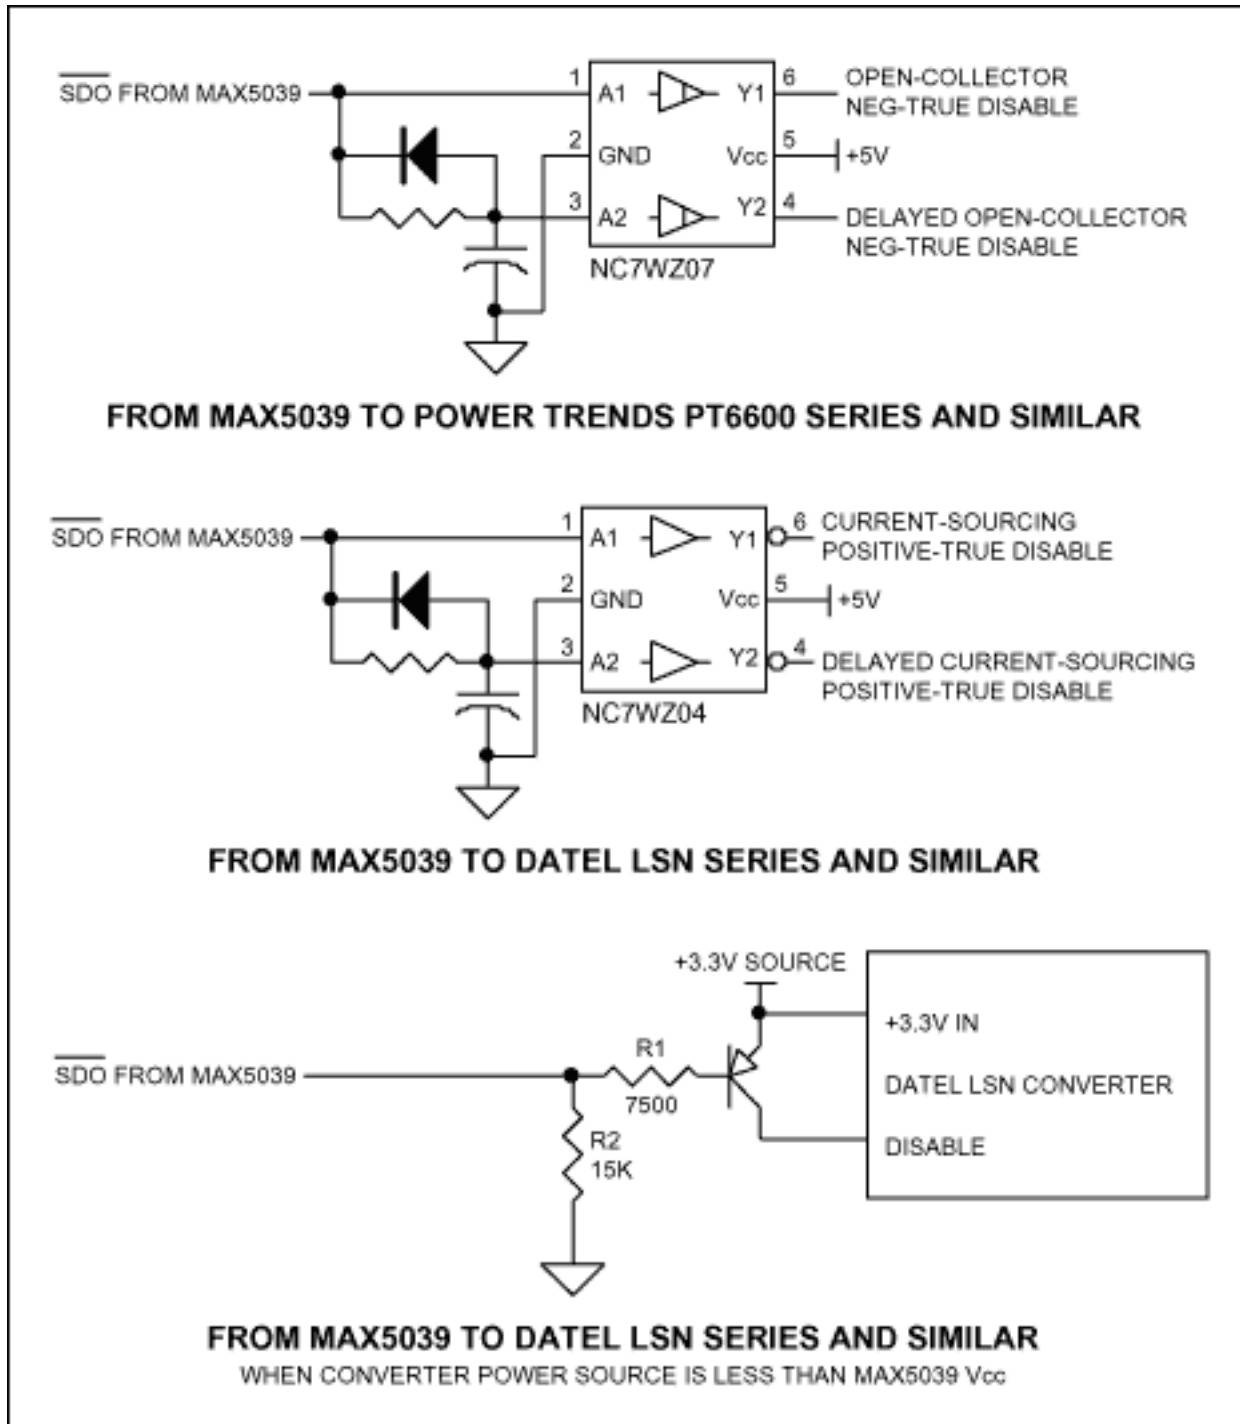 SDO FROM MAX5039
1
A1
Y1
6
OPEN-COLLECTOR
NEG-TRUE DISABLE
2
GND
Vcc
5
+5V
3
A2
Y2
4
DELAYED OPEN-COLLECTOR
NEG-TRUE DISABLE
NC7WZ07
FROM MAX5039 TO POWER TRENDS PT6600 SERIES AND SIMILAR
SDO FROM MAX5039
1
A1
Y1
6
CURRENT-SOURCING
POSITIVE-TRUE DISABLE
2
GND
Vcc
5
+5V
3
A2
Y2
4
DELAYED CURRENT-SOURCING
POSITIVE-TRUE DISABLE
NC7WZ04
FROM MAX5039 TO DATEL LSN SERIES AND SIMILAR
+3.3V SOURCE
+3.3V IN
SDO FROM MAX5039
R1
7500
DATEL LSN CONVERTER
R2
15K
DISABLE
FROM MAX5039 TO DATEL LSN SERIES AND SIMILAR
WHEN CONVERTER POWER SOURCE IS LESS THAN MAX5039 Vcc